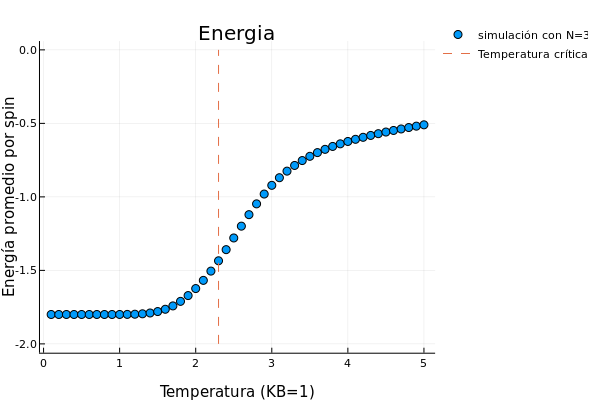 Energia
simulación con N=3
Temperatura crítica
0.0
-0.5
-1.0
-1.5
-2.0
Energía promedio por spin
0 1 2 3 4 5
Temperatura (KB=1)